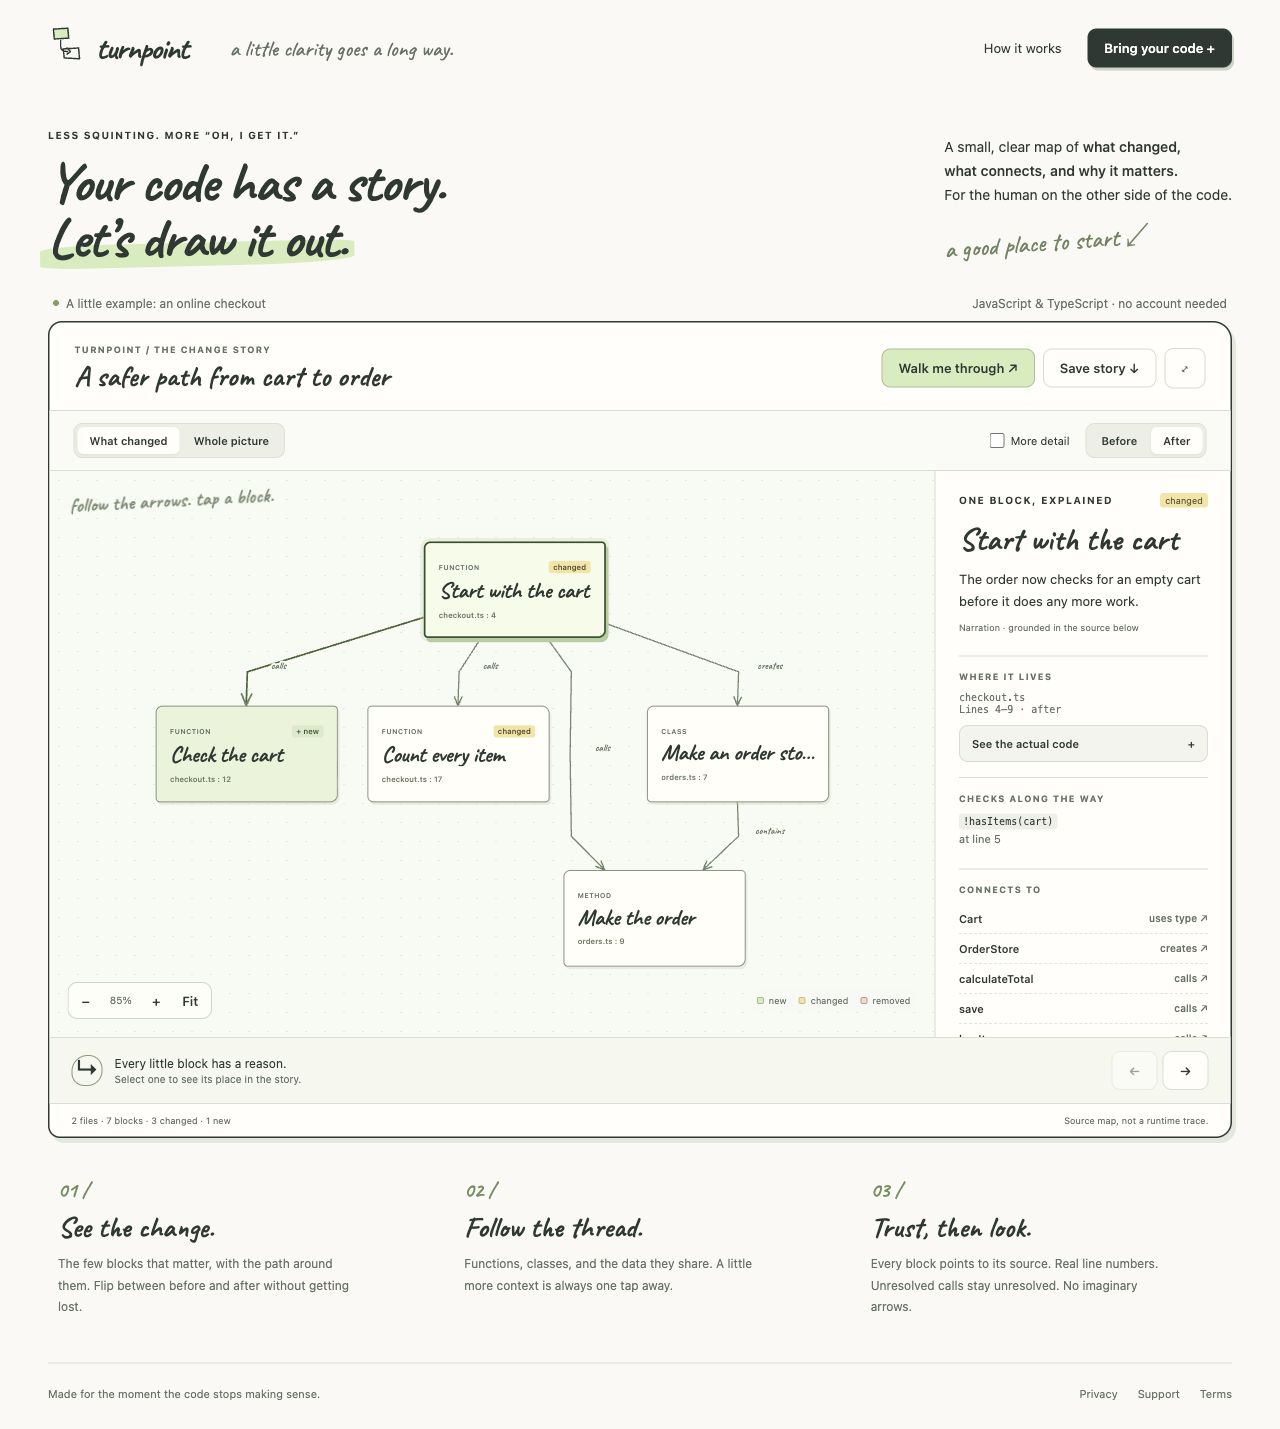 turnpoint
a little clarity goes a long way.
How it works
Bring your code +
LESS SQUINTING. MORE “OH, I GET IT.”
Your code has a story.
Let’s draw it out.
A small, clear map of what changed,
what connects, and why it matters.
For the human on the other side of the code.
a good place to start ↙
A little example: an online checkout
JavaScript & TypeScript · no account needed
TURNPOINT / THE CHANGE STORY
A safer path from cart to order
Walk me through ↗
Save story ↓
⤢
What changed
Whole picture
More detail
Before
After
follow the arrows. tap a block.
FUNCTION
changed
Start with the cart
checkout.ts : 4
calls
calls
creates
FUNCTION
+ new
Check the cart
checkout.ts : 12
FUNCTION
changed
Count every item
checkout.ts : 17
calls
CLASS
Make an order sto…
orders.ts : 7
contains
METHOD
Make the order
orders.ts : 9
−
85%
+
Fit
new
changed
removed
ONE BLOCK, EXPLAINED
changed
Start with the cart
The order now checks for an empty cart
before it does any more work.
Narration · grounded in the source below
WHERE IT LIVES
checkout.ts
Lines 4–9 · after
See the actual code
+
CHECKS ALONG THE WAY
!hasItems(cart)
at line 5
CONNECTS TO
Cart
uses type ↗
OrderStore
creates ↗
calculateTotal
calls ↗
save
calls ↗
Every little block has a reason.
Select one to see its place in the story.
←
→
2 files · 7 blocks · 3 changed · 1 new
Source map, not a runtime trace.
01 /
See the change.
The few blocks that matter, with the path around
them. Flip between before and after without getting
lost.
02 /
Follow the thread.
Functions, classes, and the data they share. A little
more context is always one tap away.
03 /
Trust, then look.
Every block points to its source. Real line numbers.
Unresolved calls stay unresolved. No imaginary
arrows.
Made for the moment the code stops making sense.
Privacy
Support
Terms